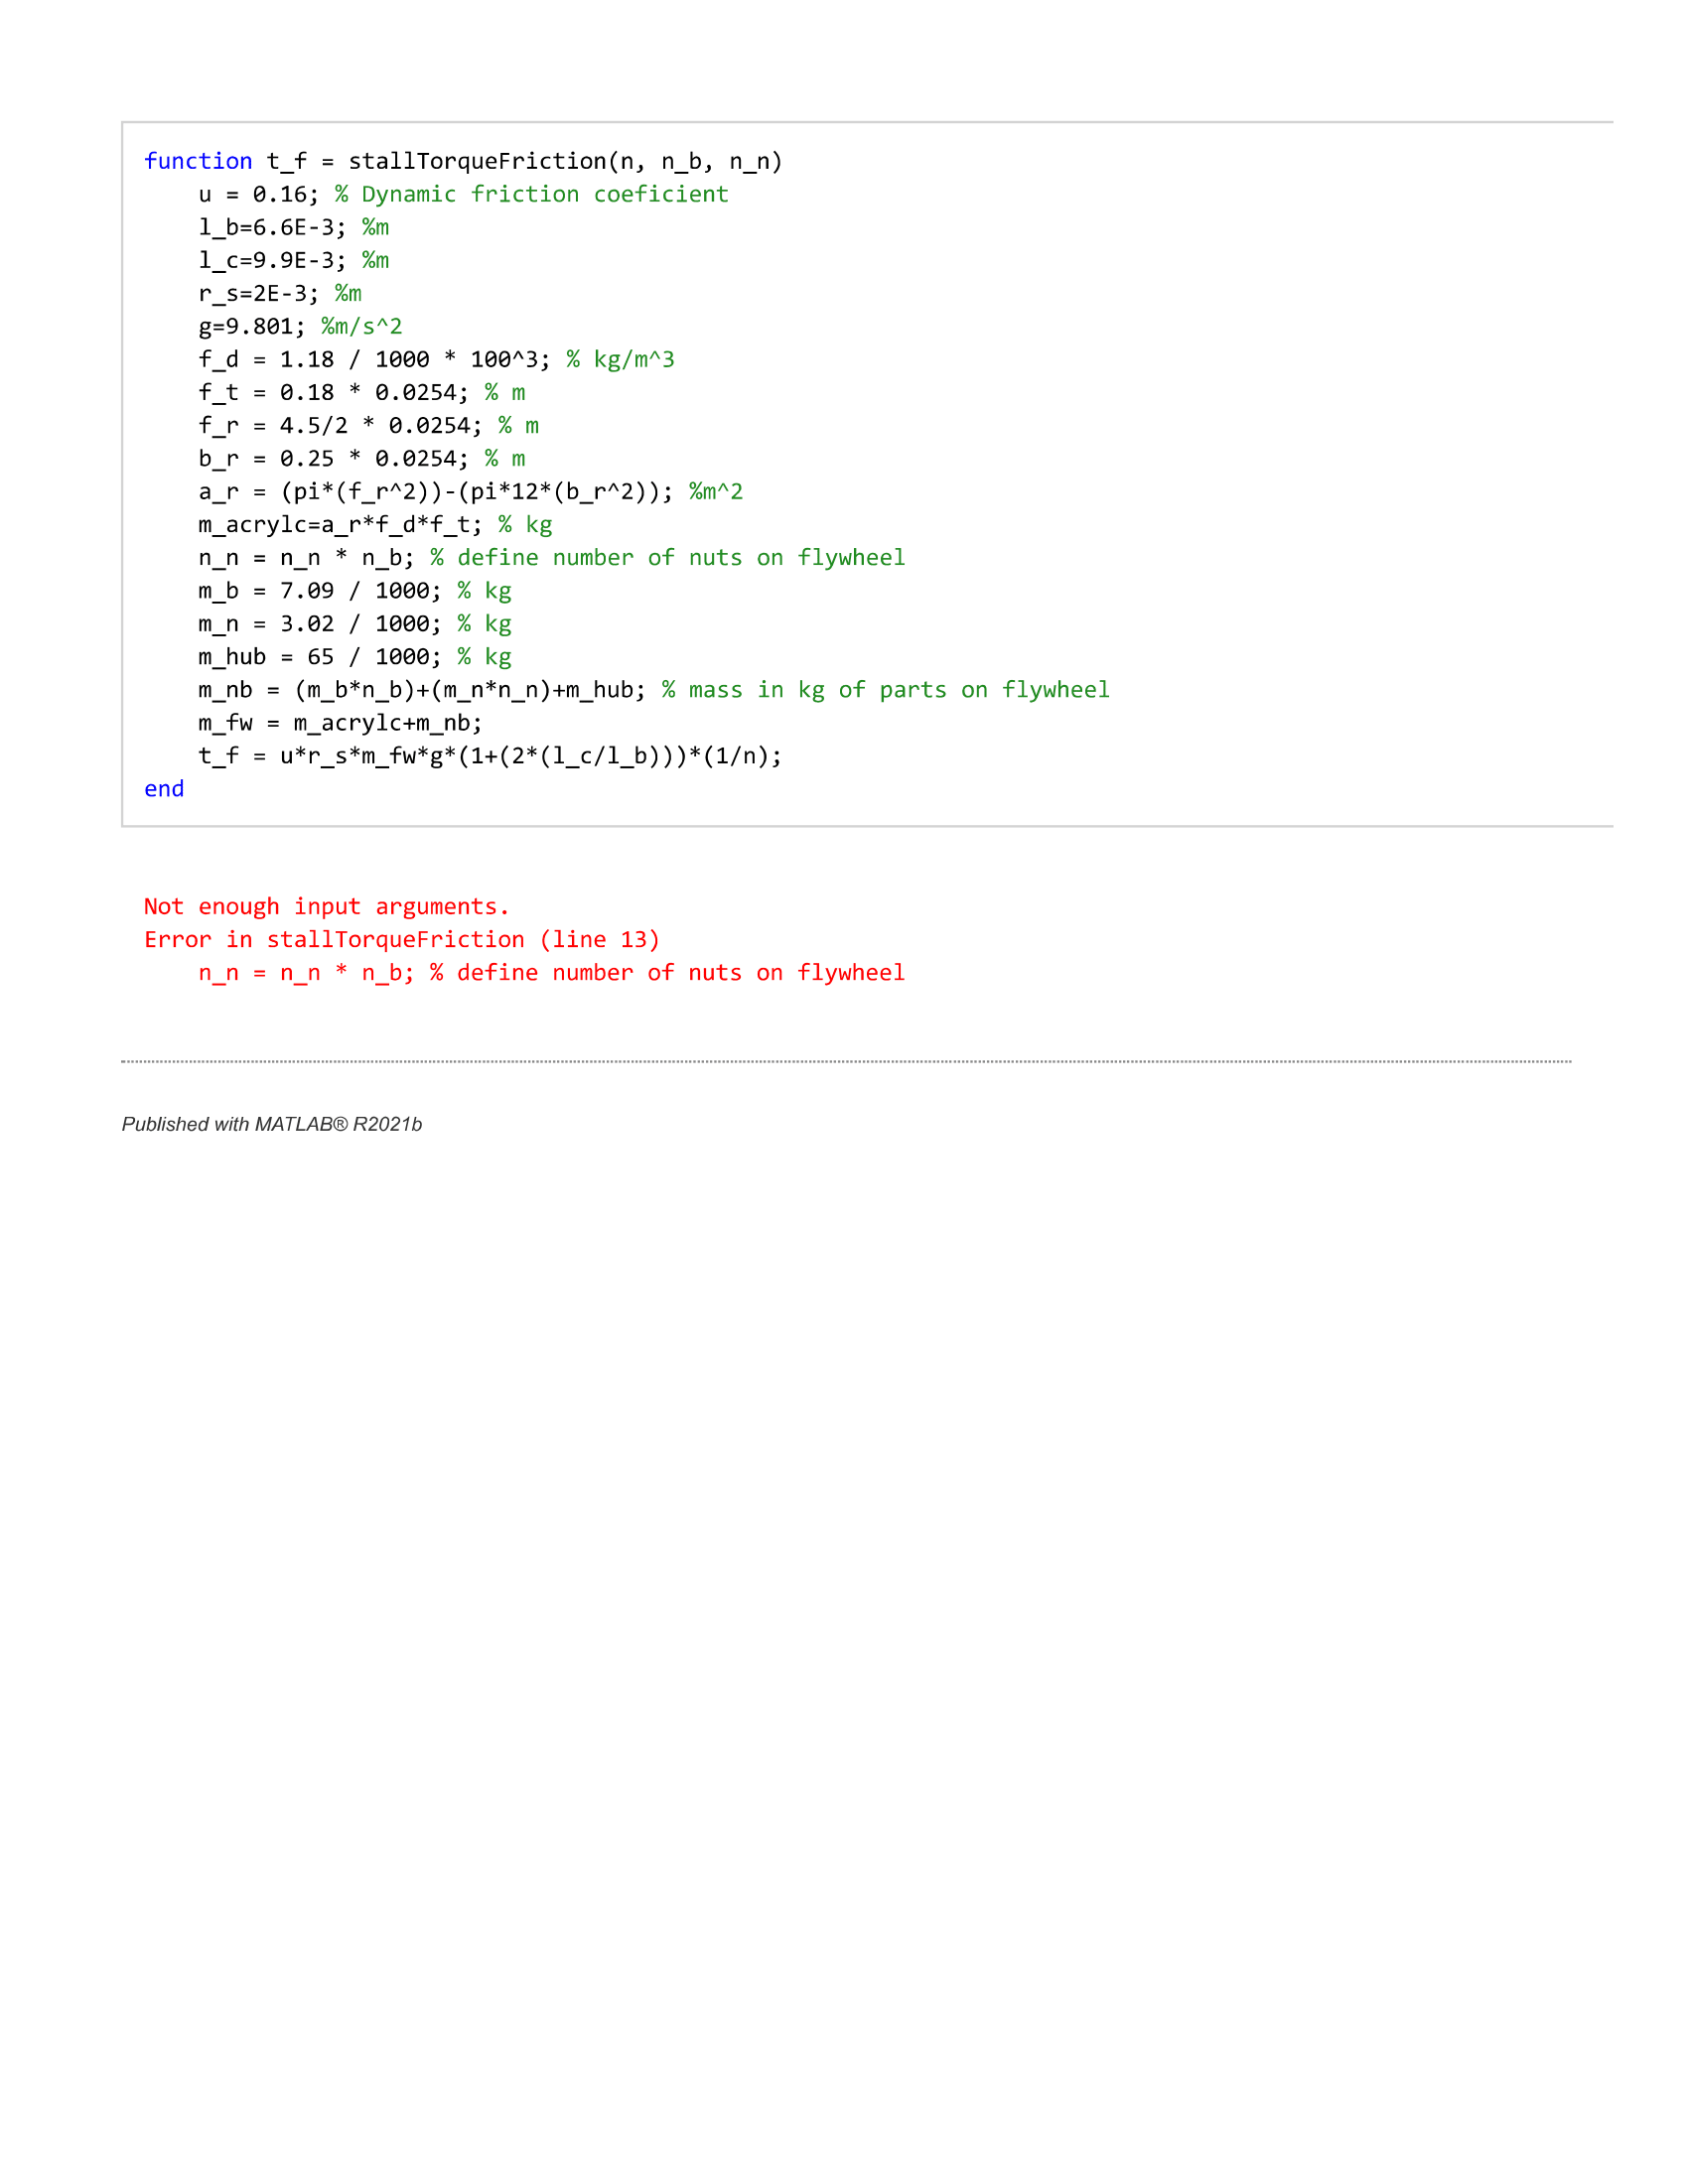 function t_f = stallTorqueFriction(n, n_b, n_n)
    u = 0.16; % Dynamic friction coeficient
    l_b=6.6E-3; %m
    l_c=9.9E-3; %m
    r_s=2E-3; %m
    g=9.801; %m/s^2
    f_d = 1.18 / 1000 * 100^3; % kg/m^3
    f_t = 0.18 * 0.0254; % m
    f_r = 4.5/2 * 0.0254; % m
    b_r = 0.25 * 0.0254; % m
    a_r = (pi*(f_r^2))-(pi*12*(b_r^2)); %m^2
    m_acrylc=a_r*f_d*f_t; % kg
    n_n = n_n * n_b; % define number of nuts on flywheel
    m_b = 7.09 / 1000; % kg
    m_n = 3.02 / 1000; % kg
    m_hub = 65 / 1000; % kg
    m_nb = (m_b*n_b)+(m_n*n_n)+m_hub; % mass in kg of parts on flywheel
    m_fw = m_acrylc+m_nb;
    t_f = u*r_s*m_fw*g*(1+(2*(l_c/l_b)))*(1/n);
end
Not enough input arguments.
Error in stallTorqueFriction (line 13)
    n_n = n_n * n_b; % define number of nuts on flywheel
Published with MATLAB® R2021b